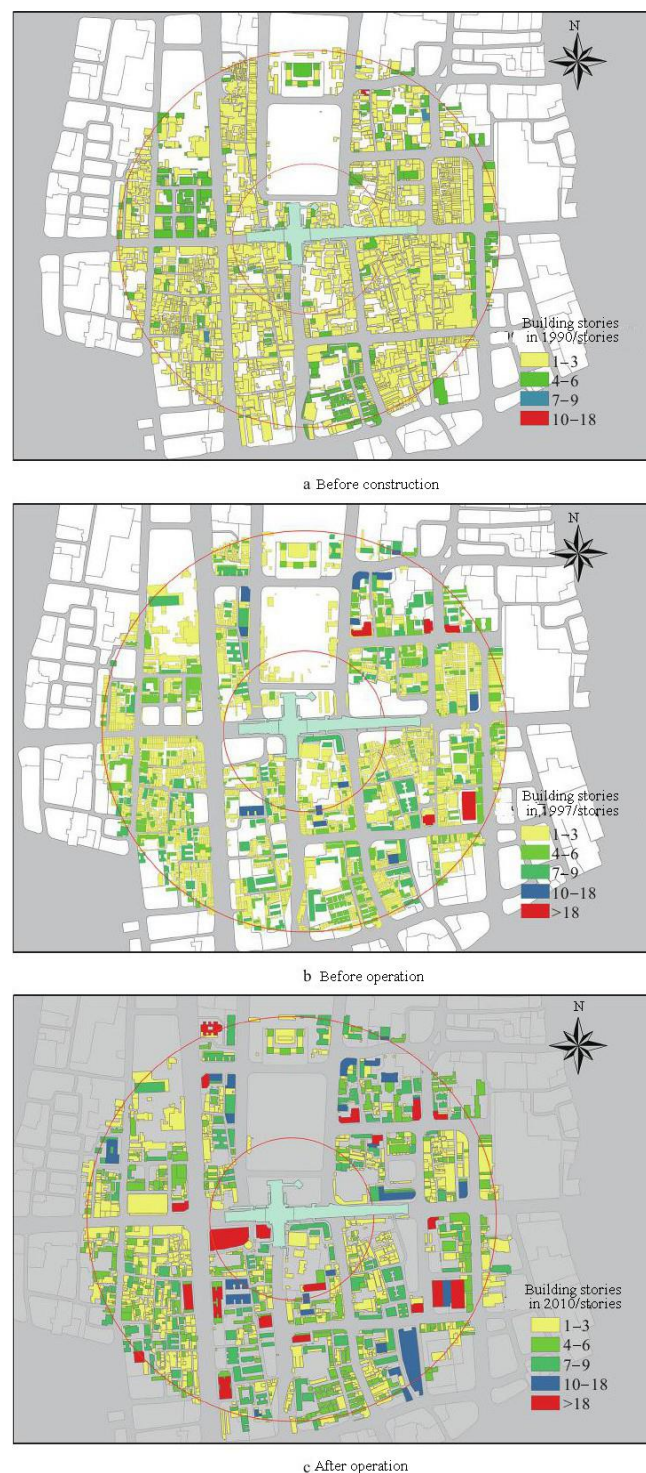 N
Building stories
in 1990/stories
1–3
4–6
7–9
10–18
a Before construction
N
Building stories
in 1997/stories
1–3
4–6
7–9
10–18
>18
b Before operation
N
Building stories
in 2010/stories
1–3
4–6
7–9
10–18
>18
c After operation